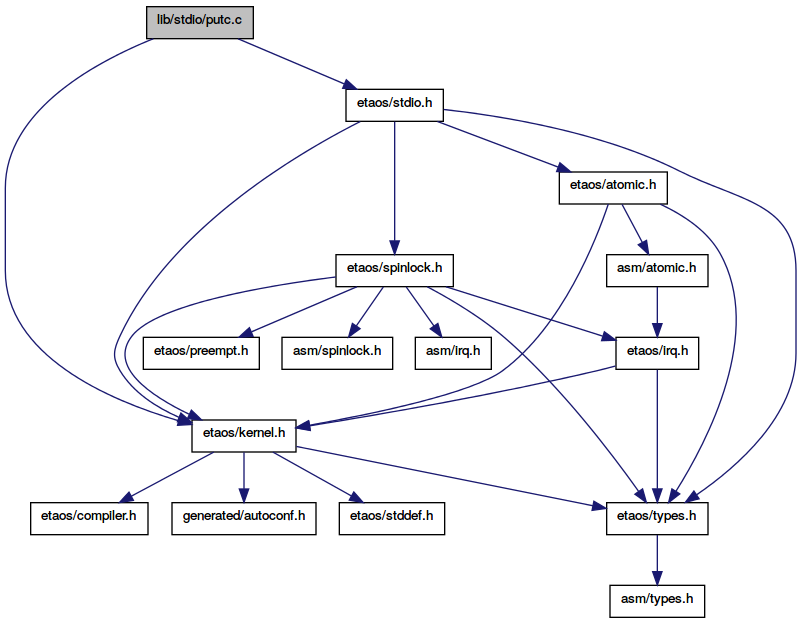 lib/stdio/putc.c
etaos/stdio.h
etaos/atomic.h
etaos/spinlock.h
asm/atomic.h
etaos/preempt.h
asm/spinlock.h
asm/irq.h
etaos/irq.h
etaos/kernel.h
etaos/compiler.h
generated/autoconf.h
etaos/stddef.h
etaos/types.h
asm/types.h